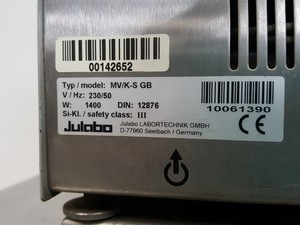 00142652
Typ / model: MV/K-S GB
V / Hz: 230/50
W: 1400 DIN: 12876
Si-Kl. / safety class: III
10061390
Julabo
Julabo LABORTECHNIK GMBH
D-77960 Seelbach / Germany
CE